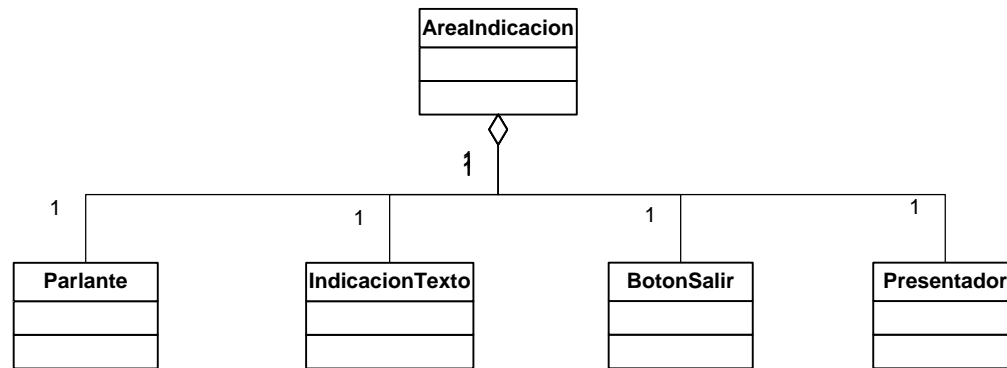 AreaIndicacion
1
1
1
1
1
Parlante
IndicacionTexto
BotonSalir
Presentador